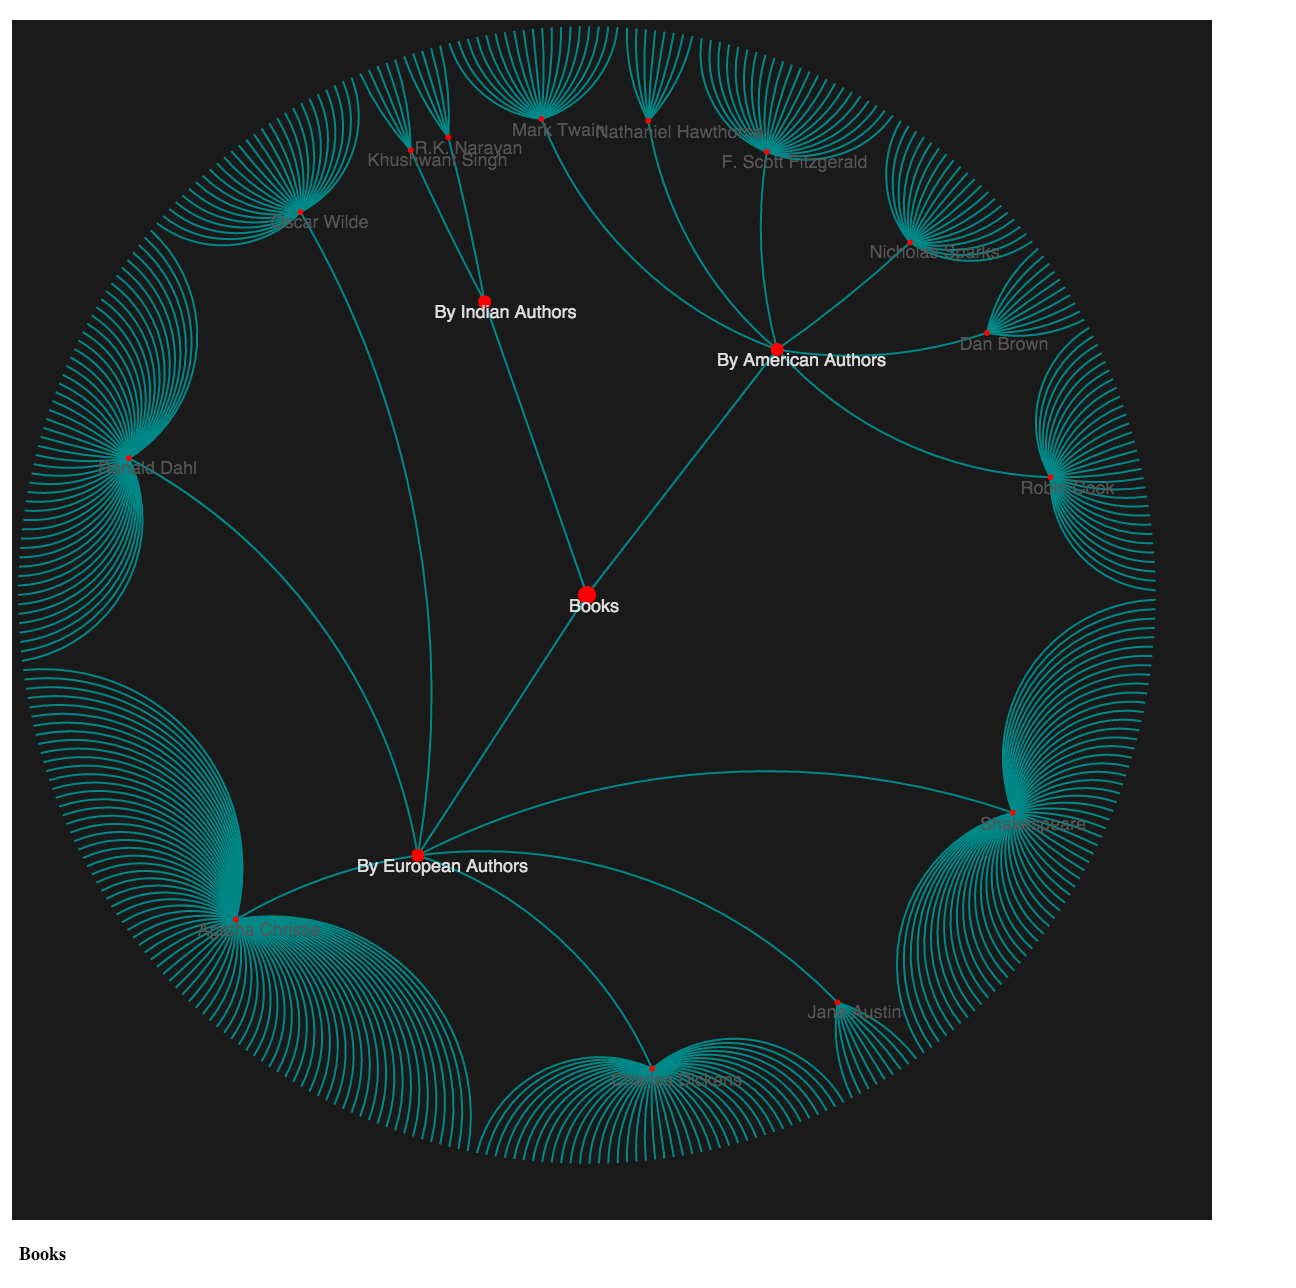 Mark Twain
Nathaniel Hawthorne
R.K. Narayan
Khushwant Singh
F. Scott Fitzgerald
Oscar Wilde
Nicholas Sparks
By Indian Authors
Dan Brown
By American Authors
Ronald Dahl
Robin Cook
Books
Shakespeare
By European Authors
Agatha Christie
Jane Austin
Charles Dickens
Books